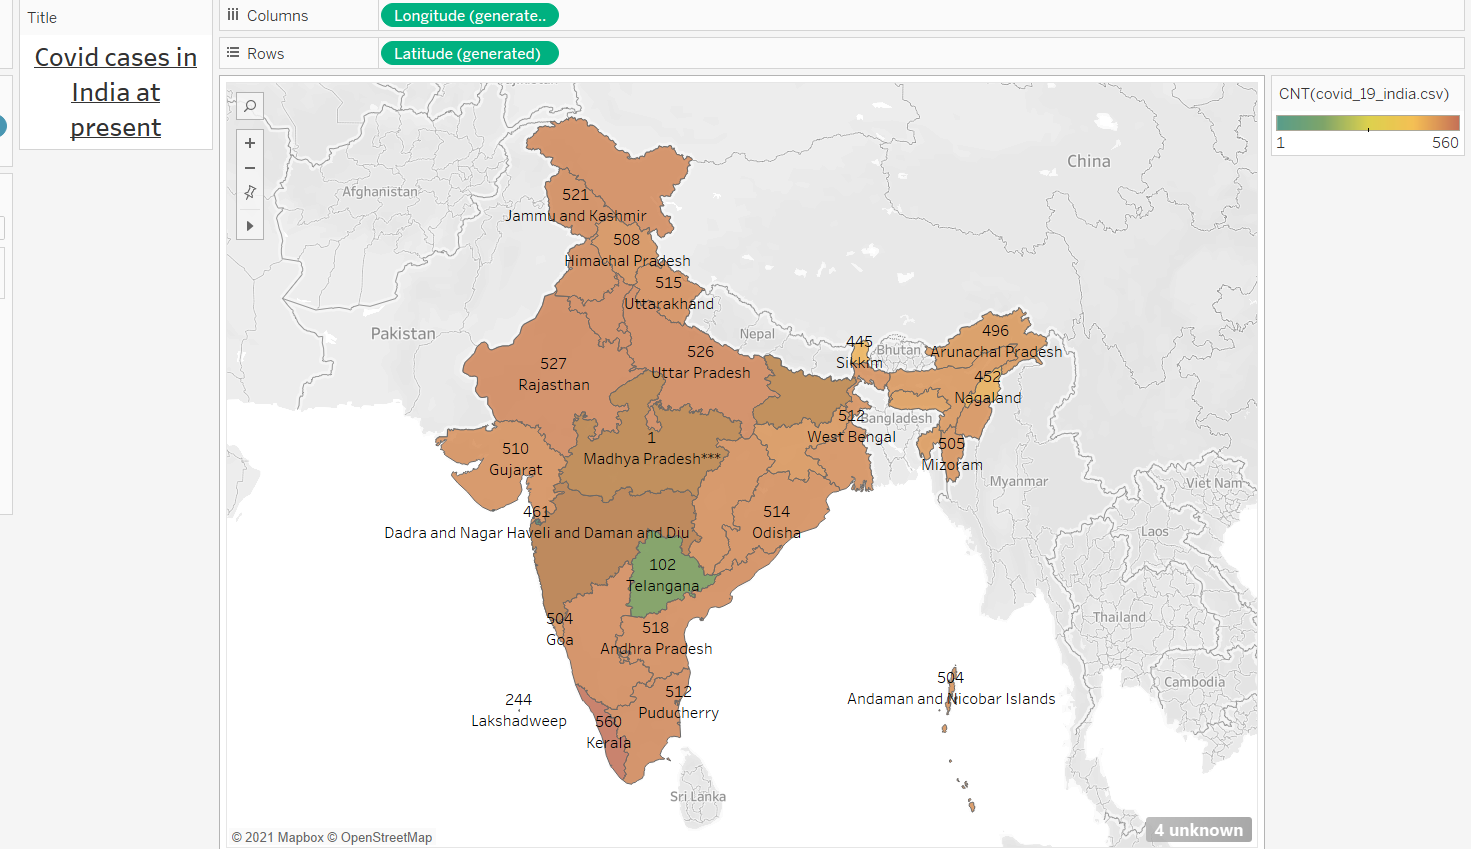 Title
Covid cases in
India at
present
Columns
Longitude (generate..
Rows
Latitude (generated)
CNT(covid_19_india.csv)
1
560
China
Afghanistan
521
Jammu and Kashmir
508
Himachal Pradesh
515
Uttarakhand
Pakistan
Nepal
445
Sikkim
Bhutan
496
Arunachal Pradesh
527
Rajasthan
526
Uttar Pradesh
452
Nagaland
512
Bangladesh
West Bengal
1
Madhya Pradesh***
510
Gujarat
505
Mizoram
Myanmar
Viet Nam
461
Dadra and Nagar Haveli and Daman and Diu
514
Odisha
Laos
102
Telangana
504
Goa
518
Andhra Pradesh
Thailand
244
Lakshadweep
512
Puducherry
560
Kerala
504
Andaman and Nicobar Islands
Cambodia
Sri Lanka
© 2021 Mapbox © OpenStreetMap
4 unknown